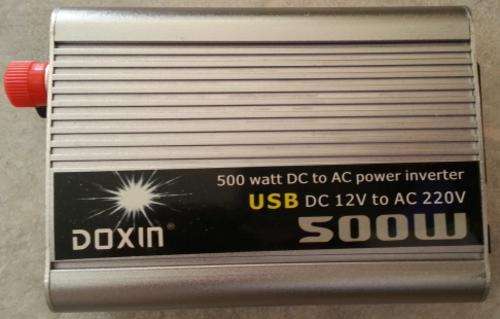 500 watt DC to AC power inverter
USB DC 12V to AC 220V
DOXIN®
500W